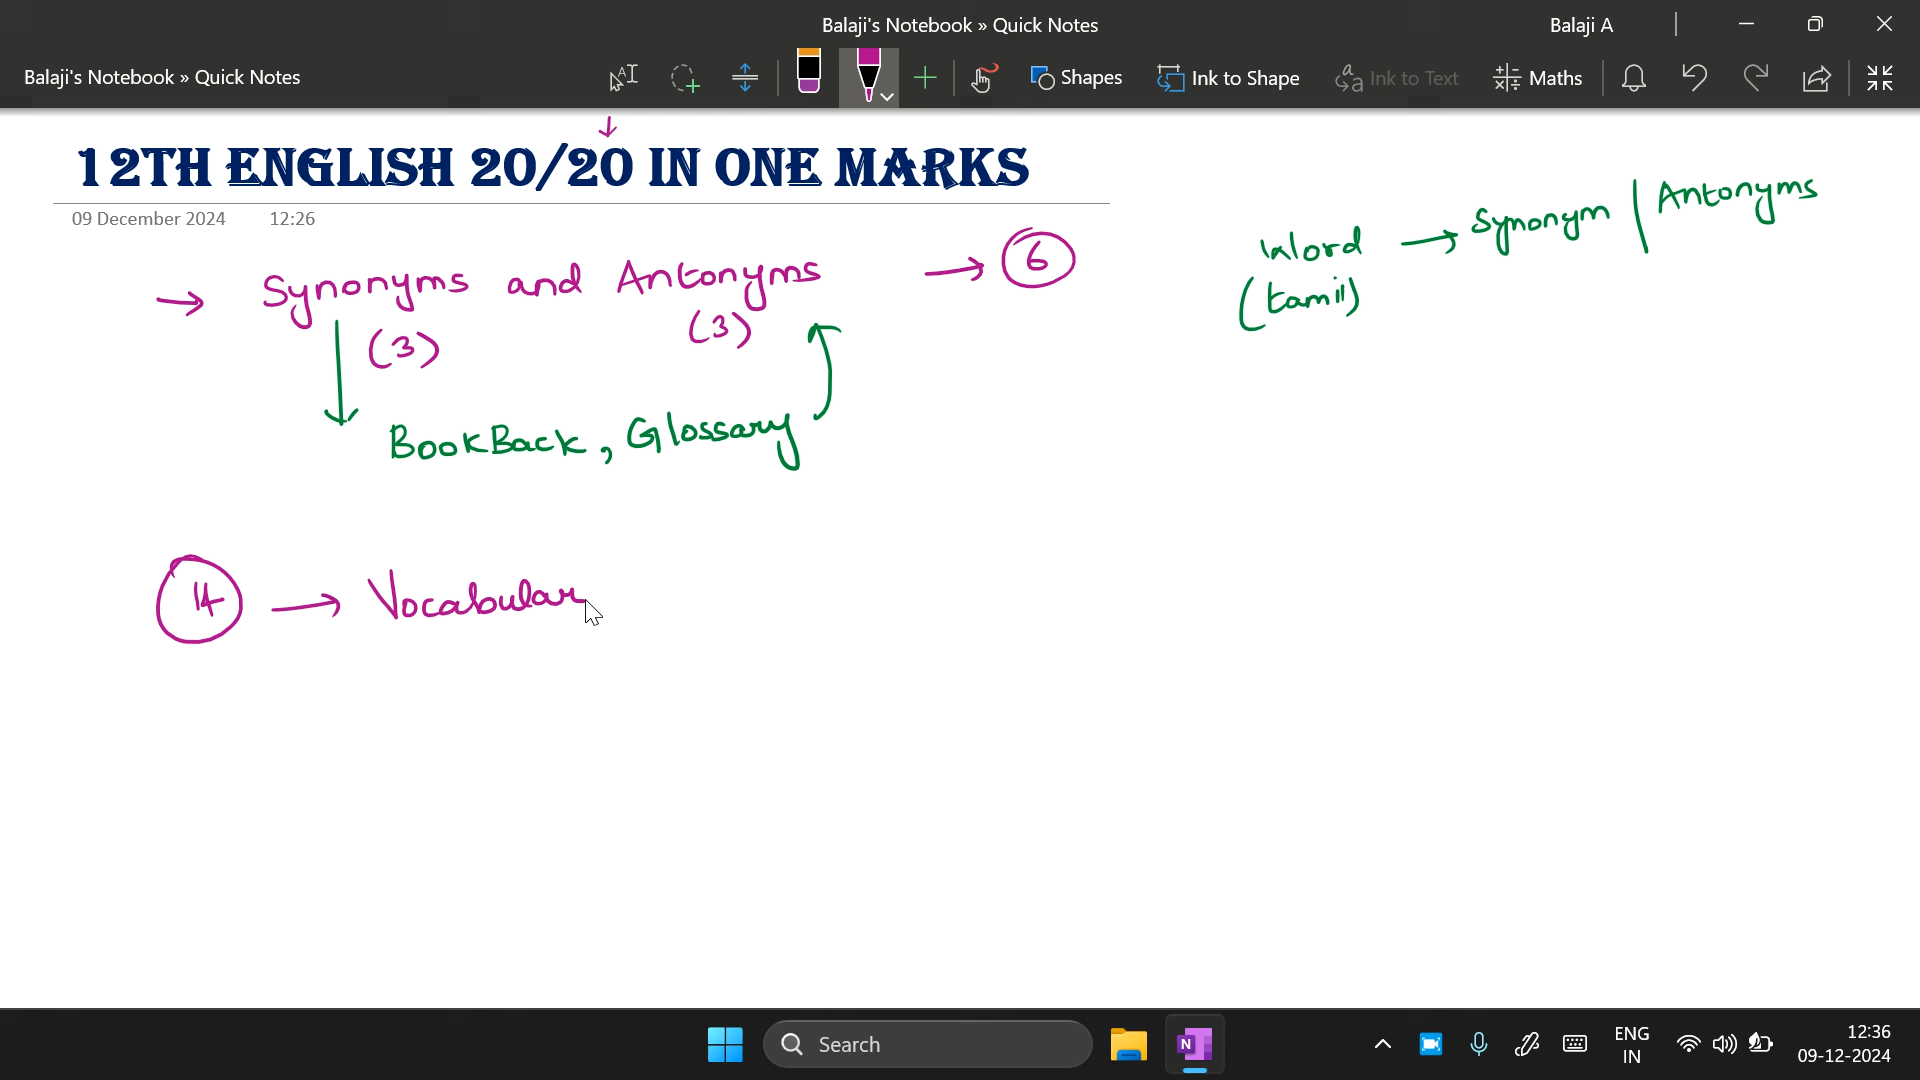 Balaji's Notebook » Quick Notes
Balaji A
Balaji's Notebook » Quick Notes
Shapes
Ink to Shape
Ink to Text
Maths
12TH ENGLISH 20/20 IN ONE MARKS
09 December 2024 12:26
Word → Synonym | Antonyms
(tamil)
→ Synonyms and Antonyms → 6
(3) (3)
BookBack, Glossary
14 → Vocabular
Search
ENG
IN
12:36
09-12-2024